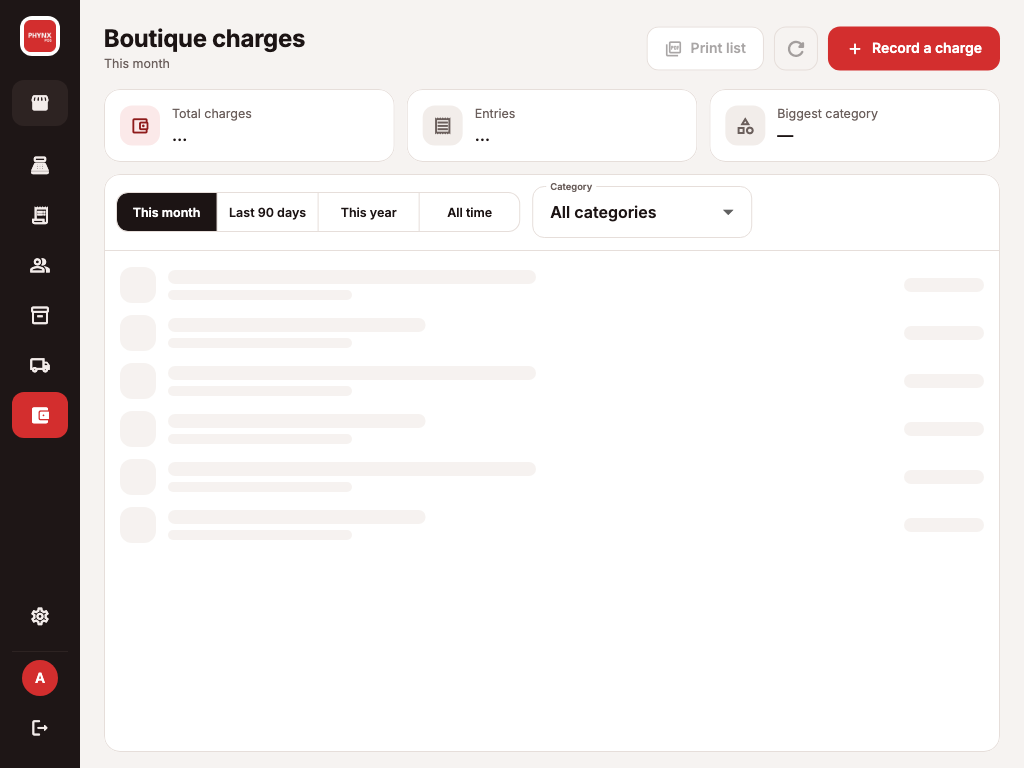 PHYNX
Boutique charges
This month
Print list
Record a charge
Total charges
...
Entries
...
Biggest category
—
This month
Last 90 days
This year
All time
Category
All categories
A